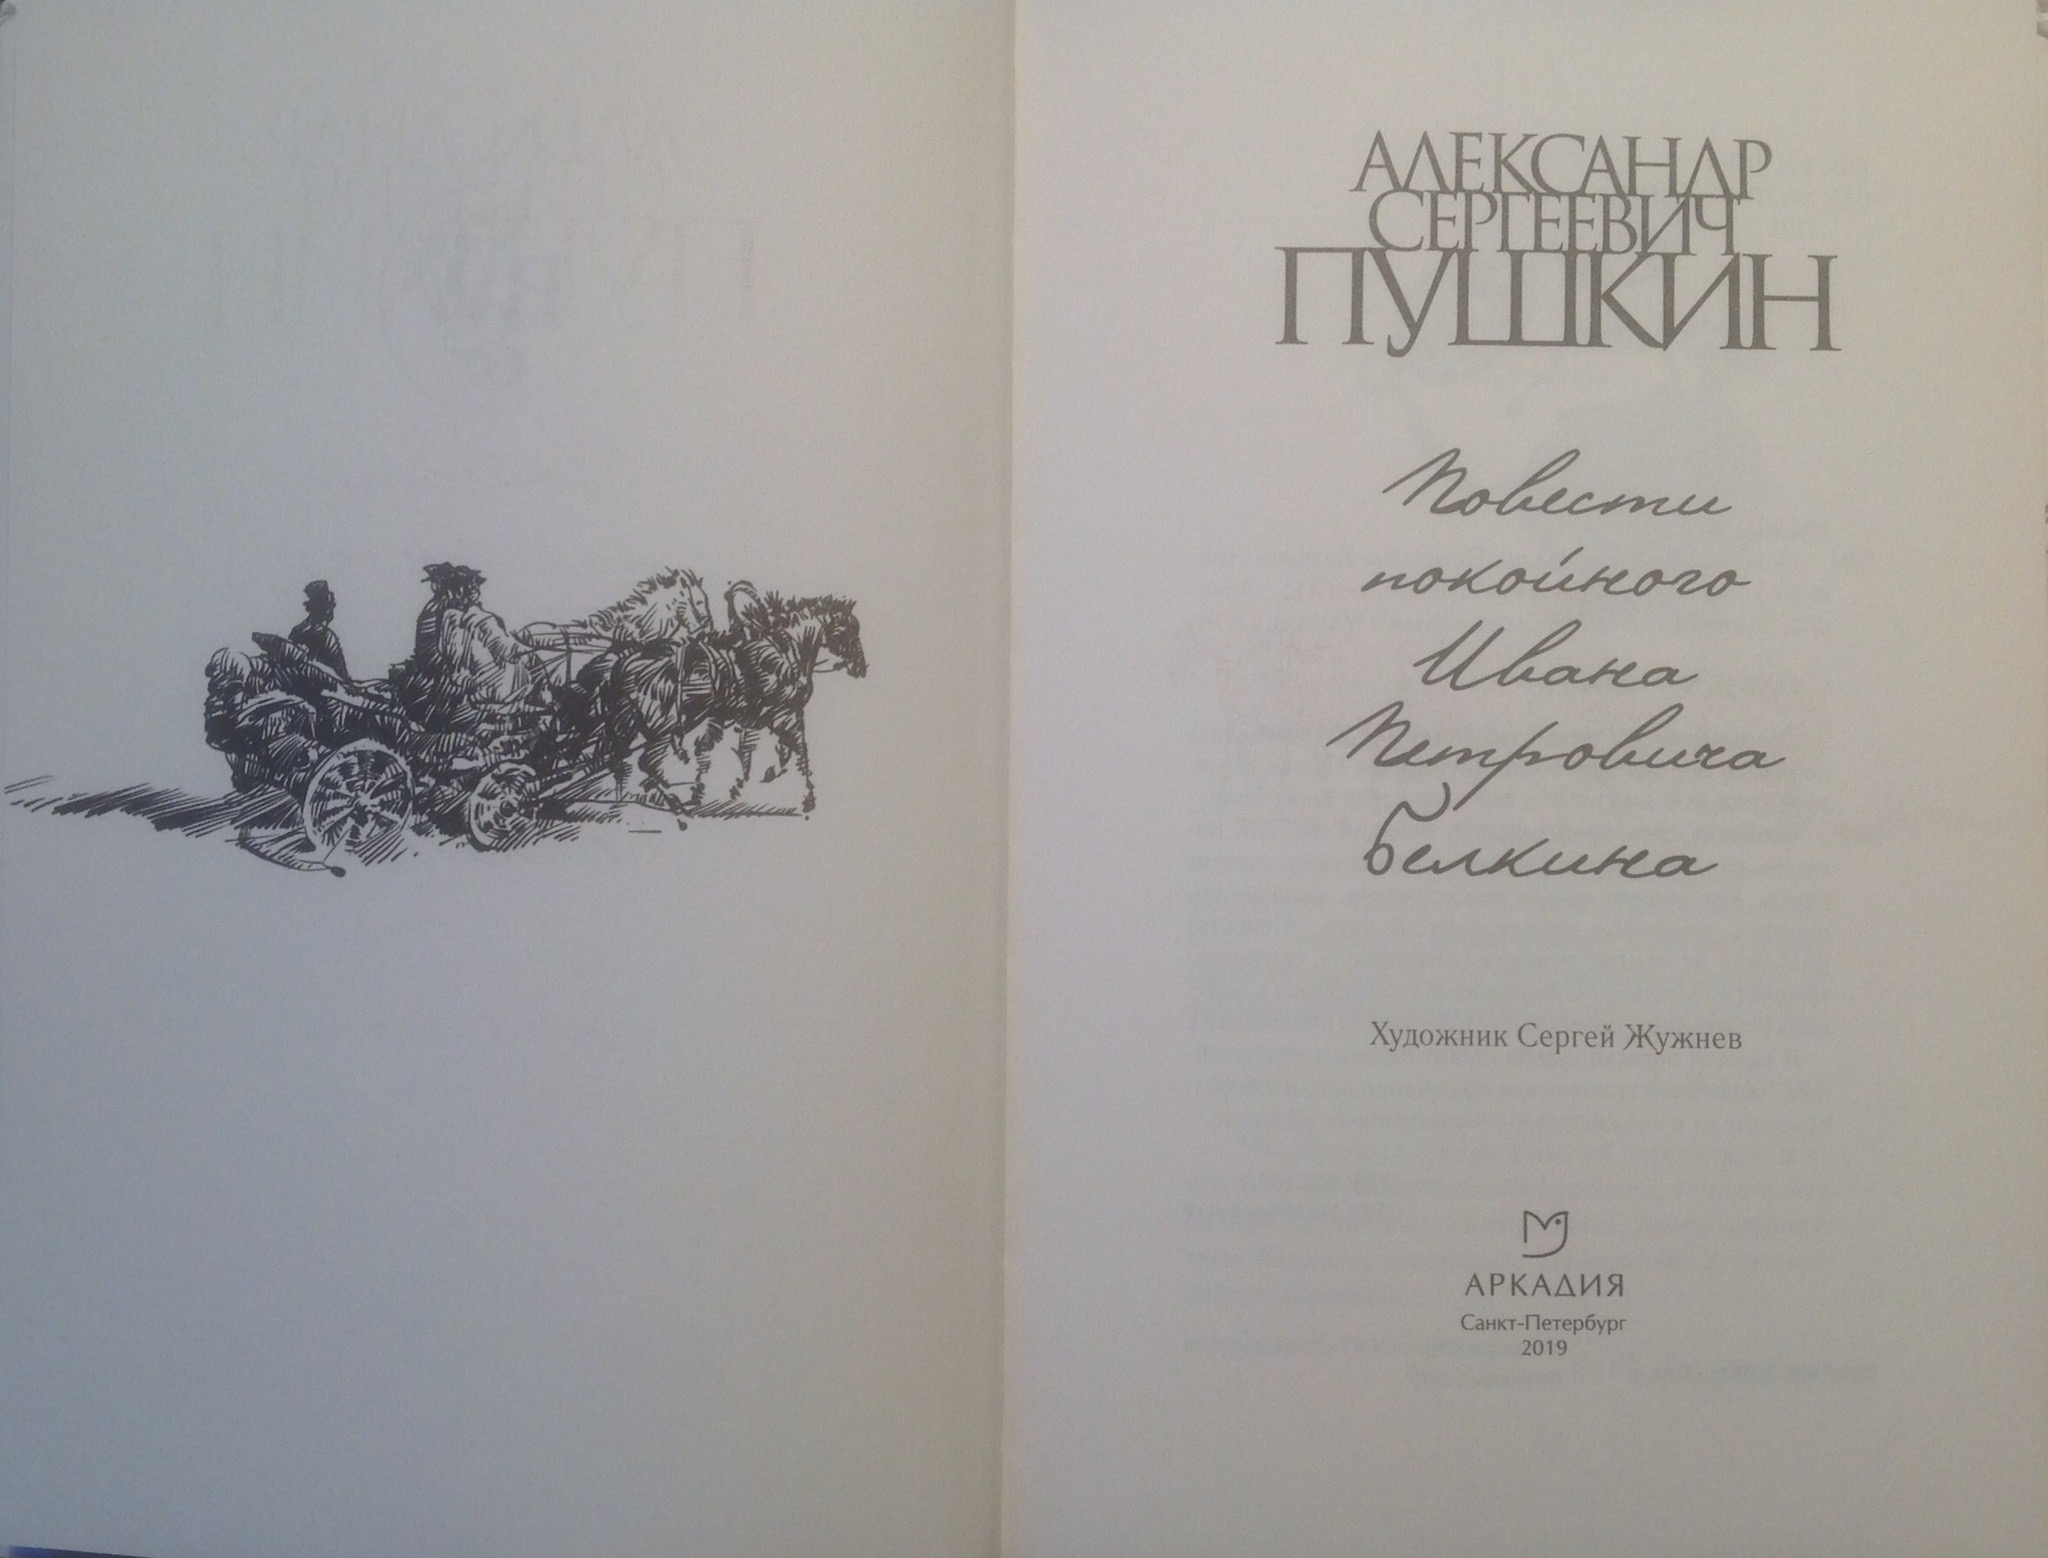 АЛЕКСАНДР
СЕРГЕЕВИЧ
ПУШКИН
Повести
покойного
Ивана
Петровича
Белкина
Художник Сергей Жужнев
АРКАДИЯ
Санкт-Петербург
2019